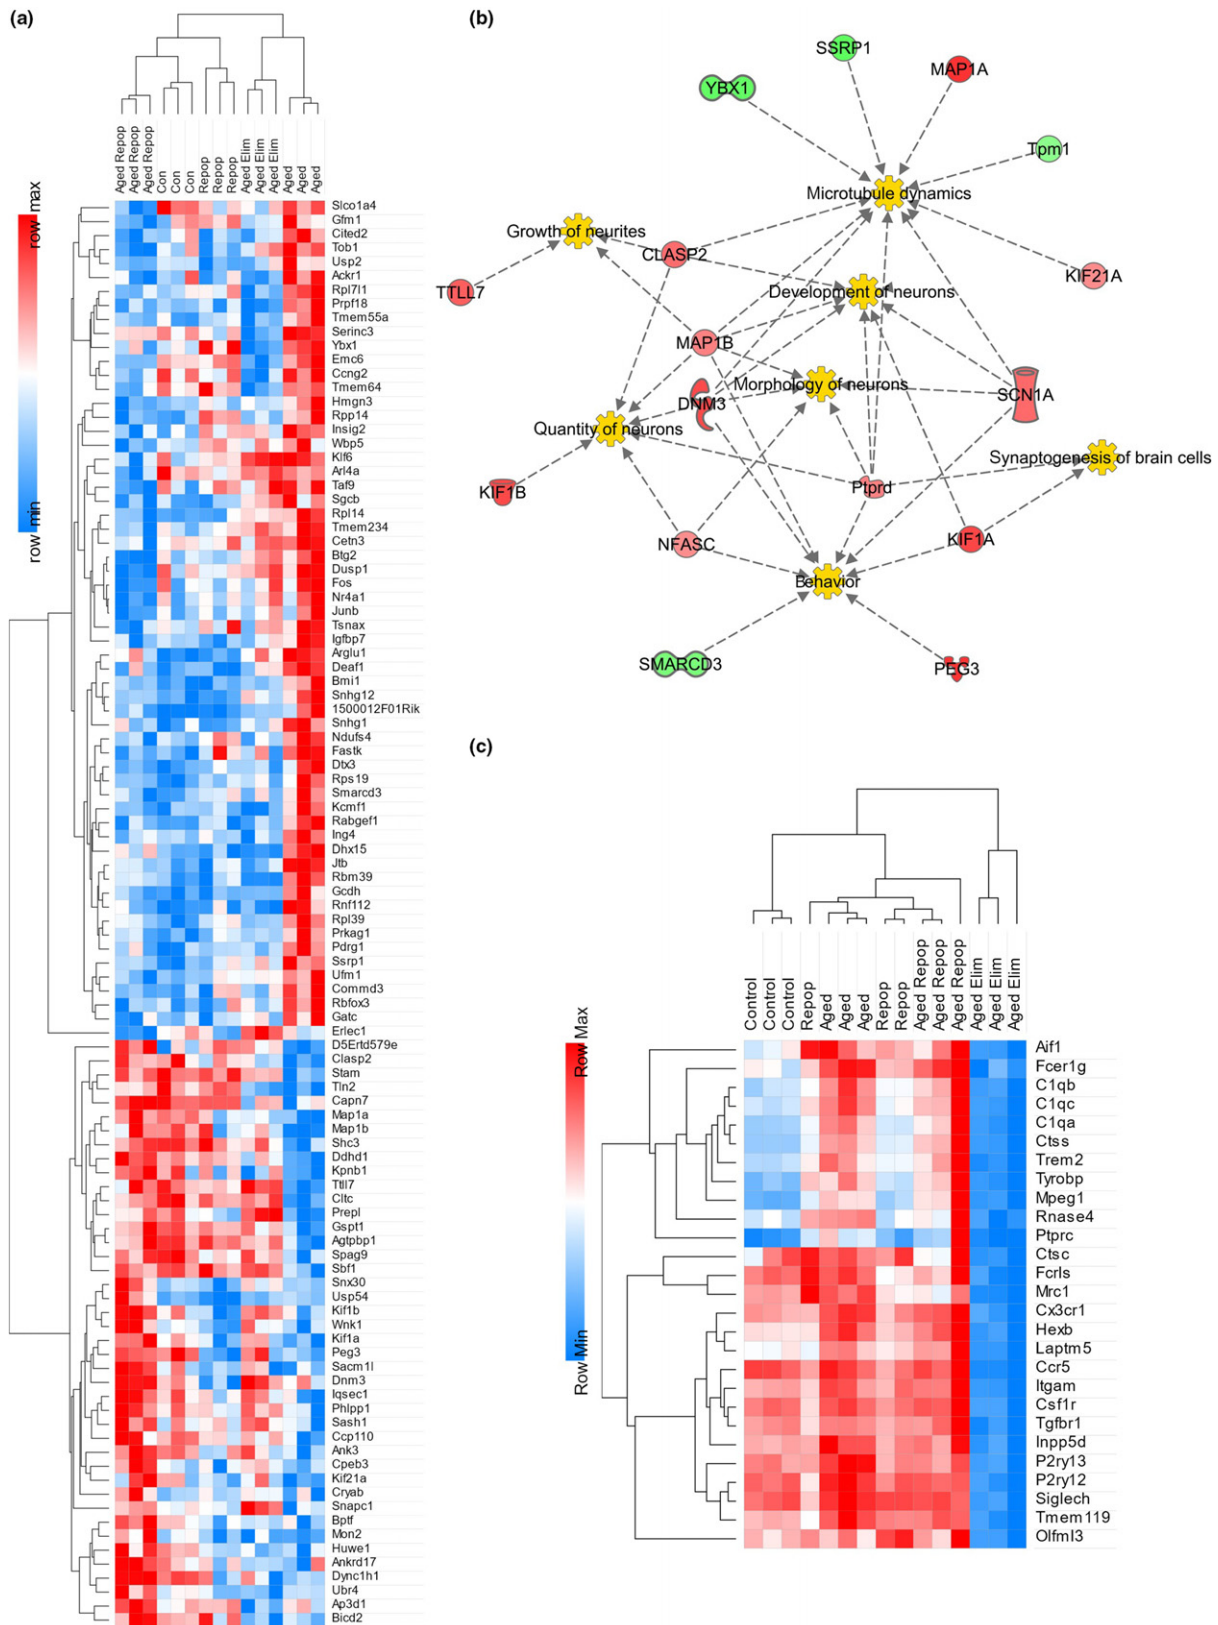 (a)
row max
row min
Aged Repop
Aged Repop
Aged Repop
Con
Con
Con
Repop
Repop
Repop
Aged Elim
Aged Elim
Aged Elim
Aged
Aged
Aged
Slco1a4
Gfm1
Cited2
Tob1
Usp2
Ackr1
Rpl7l1
Prpf18
Tmem55a
Serinc3
Ybx1
Emc6
Ccng2
Tmem64
Hmgn3
Rpp14
Insig2
Wbp5
Klf6
Arl4a
Taf9
Sgcb
Rpl14
Tmem234
Cetn3
Btg2
Dusp1
Fos
Nr4a1
Junb
Tsnax
Igfbp7
Arglu1
Deaf1
Bmi1
Snhg12
1500012F01Rik
Snhg1
Ndufs4
Fastk
Dtx3
Rps19
Smarcd3
Kcmf1
Rabgef1
Ing4
Dhx15
Jtb
Rbm39
Gcdh
Rnf112
Rpl39
Prkag1
Pdrg1
Ssrp1
Ufm1
Commd3
Rbfox3
Gatc
Erlec1
D5Ertd579e
Clasp2
Stam
Tln2
Capn7
Map1a
Map1b
Shc3
Ddhd1
Kpnb1
Ttll7
Cltc
Prepl
Gspt1
Agtpbp1
Spag9
Sbf1
Snx30
Usp54
Kif1b
Wnk1
Kif1a
Peg3
Sacm1l
Dnm3
Iqsec1
Phlpp1
Sash1
Ccp110
Ank3
Cpeb3
Kif21a
Cryab
Snapc1
Bptf
Mon2
Huwe1
Ankrd17
Dync1h1
Ubr4
Ap3d1
Bicd2
(b)
SSRP1
MAP1A
YBX1
Tpm1
Microtubule dynamics
Growth of neurites
CLASP2
KIF21A
TTLL7
Development of neurons
MAP1B
Morphology of neurons
SCN1A
DNM3
Quantity of neurons
Synaptogenesis of brain cells
KIF1B
Ptprd
NFASC
KIF1A
Behavior
SMARCD3
PEG3
(c)
Row Max
Row Min
Control
Control
Control
Repop
Aged
Aged
Aged
Repop
Repop
Aged Repop
Aged Repop
Aged Repop
Aged Elim
Aged Elim
Aged Elim
Aif1
Fcer1g
C1qb
C1qc
C1qa
Ctss
Trem2
Tyrobp
Mpeg1
Rnase4
Ptprc
Ctsc
Fcrls
Mrc1
Cx3cr1
Hexb
Laptm5
Ccr5
Itgam
Csf1r
Tgfbr1
Inpp5d
P2ry13
P2ry12
Siglech
Tmem119
Olfml3